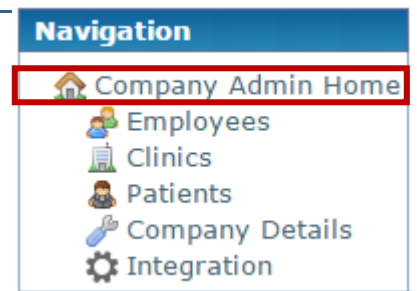 Navigation
Company Admin Home
Employees
Clinics
Patients
Company Details
Integration